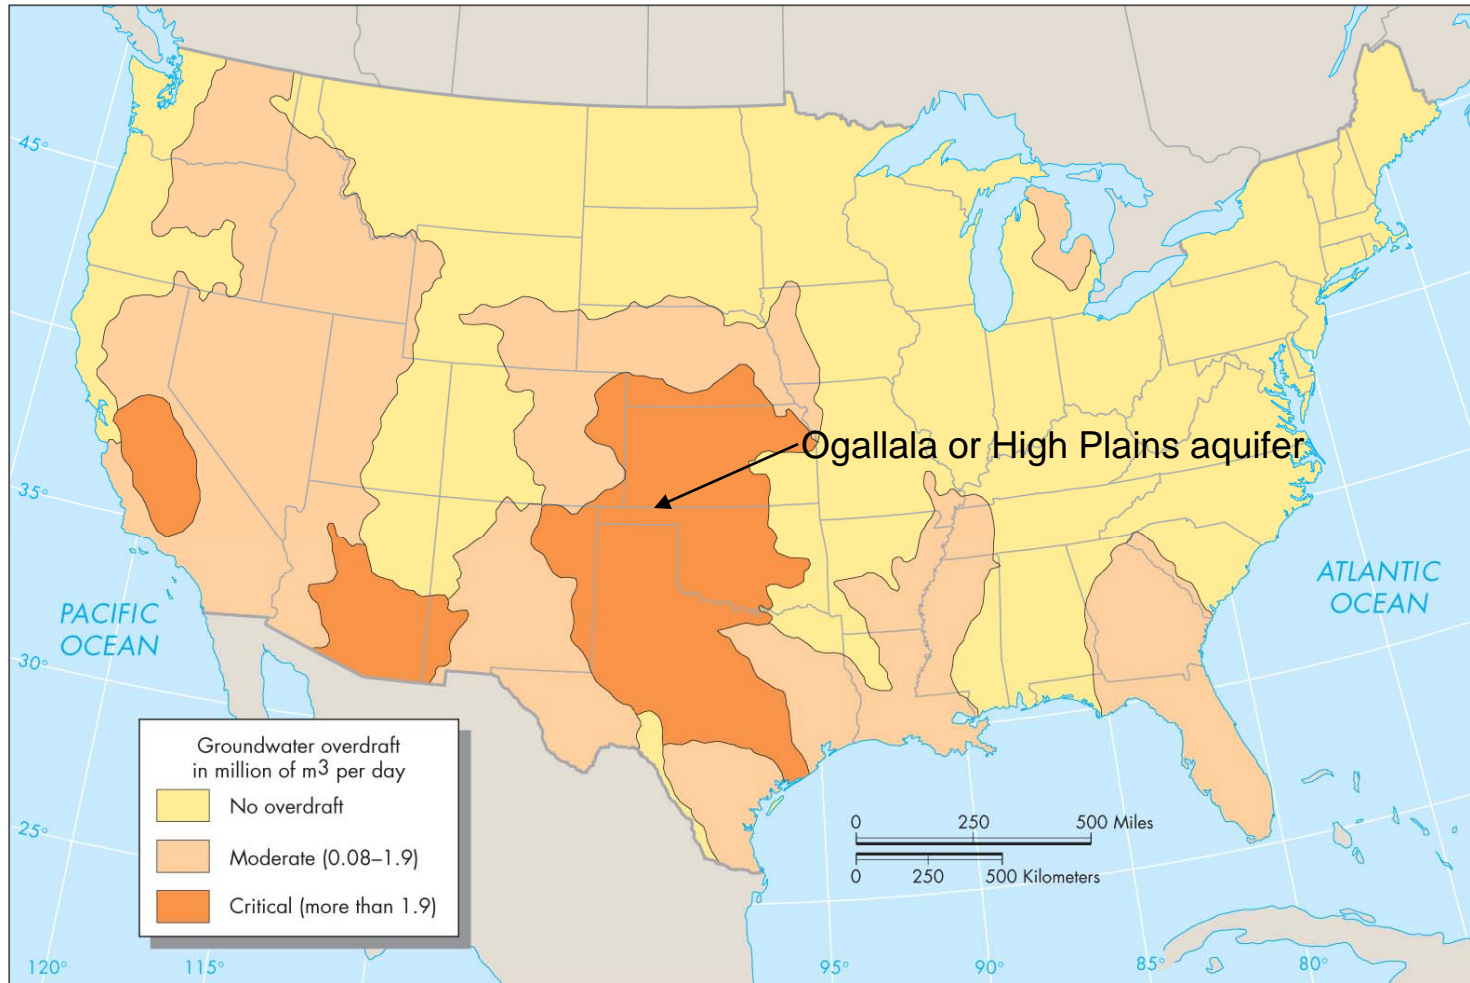 45°
35°
30°
25°
120°
115°
95°
90°
85°
80°
Ogallala or High Plains aquifer
PACIFIC
OCEAN
ATLANTIC
OCEAN
Groundwater overdraft
in million of m3 per day
No overdraft
Moderate (0.08–1.9)
Critical (more than 1.9)
0 250 500 Miles
0 250 500 Kilometers